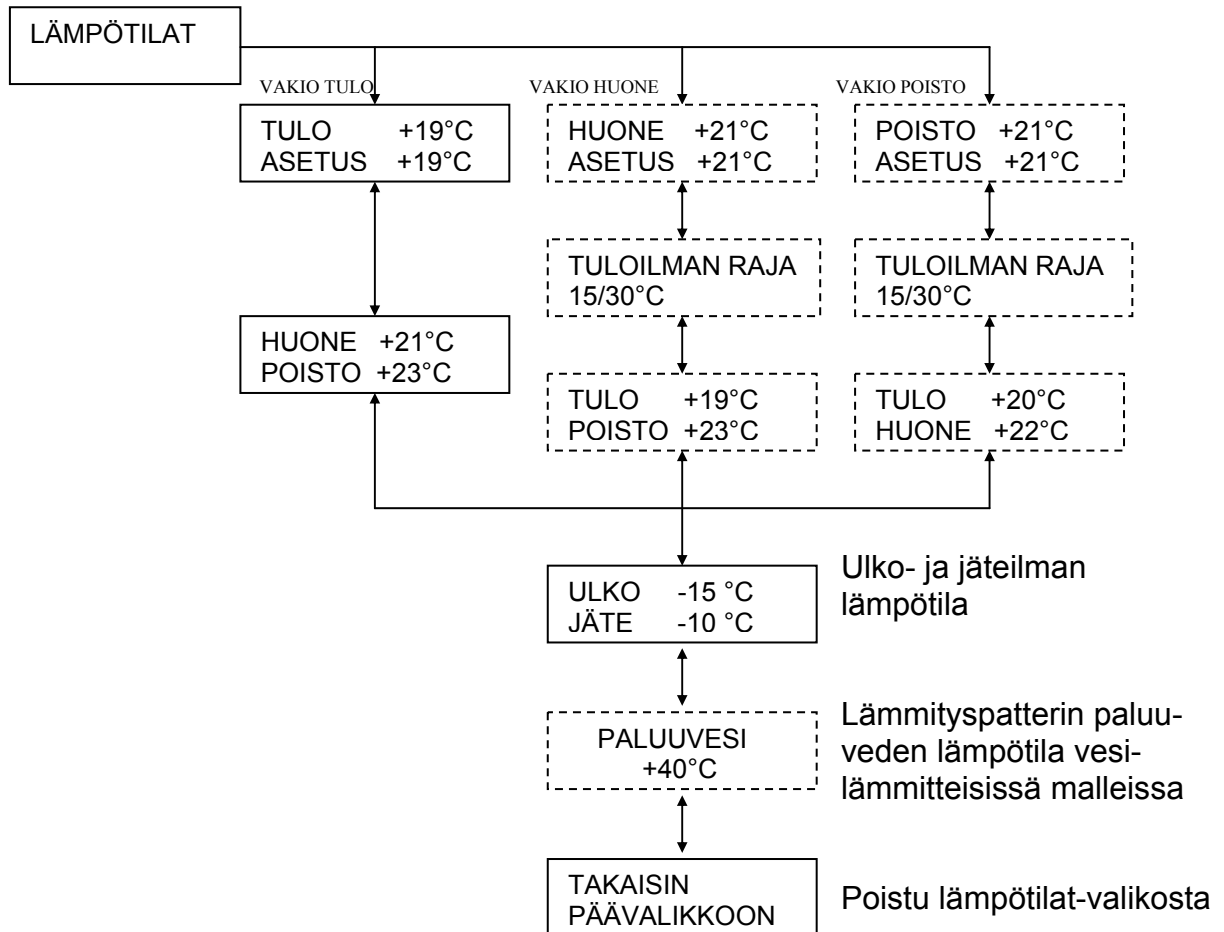 LÄMPÖTILAT
VAKIO TULO
TULO +19°C
ASETUS +19°C
HUONE +21°C
POISTO +23°C
VAKIO HUONE
HUONE +21°C
ASETUS +21°C
TULOILMAN RAJA
15/30°C
TULO +19°C
POISTO +23°C
VAKIO POISTO
POISTO +21°C
ASETUS +21°C
TULOILMAN RAJA
15/30°C
TULO +20°C
HUONE +22°C
ULKO -15 °C
JÄTE -10 °C
Ulko- ja jäteilman
lämpötila
PALUUVESI
+40°C
Lämmityspatterin paluu-
veden lämpötila vesi-
lämmitteisissä malleissa
TAKAISIN
PÄÄVALIKKOON
Poistu lämpötilat-valikosta